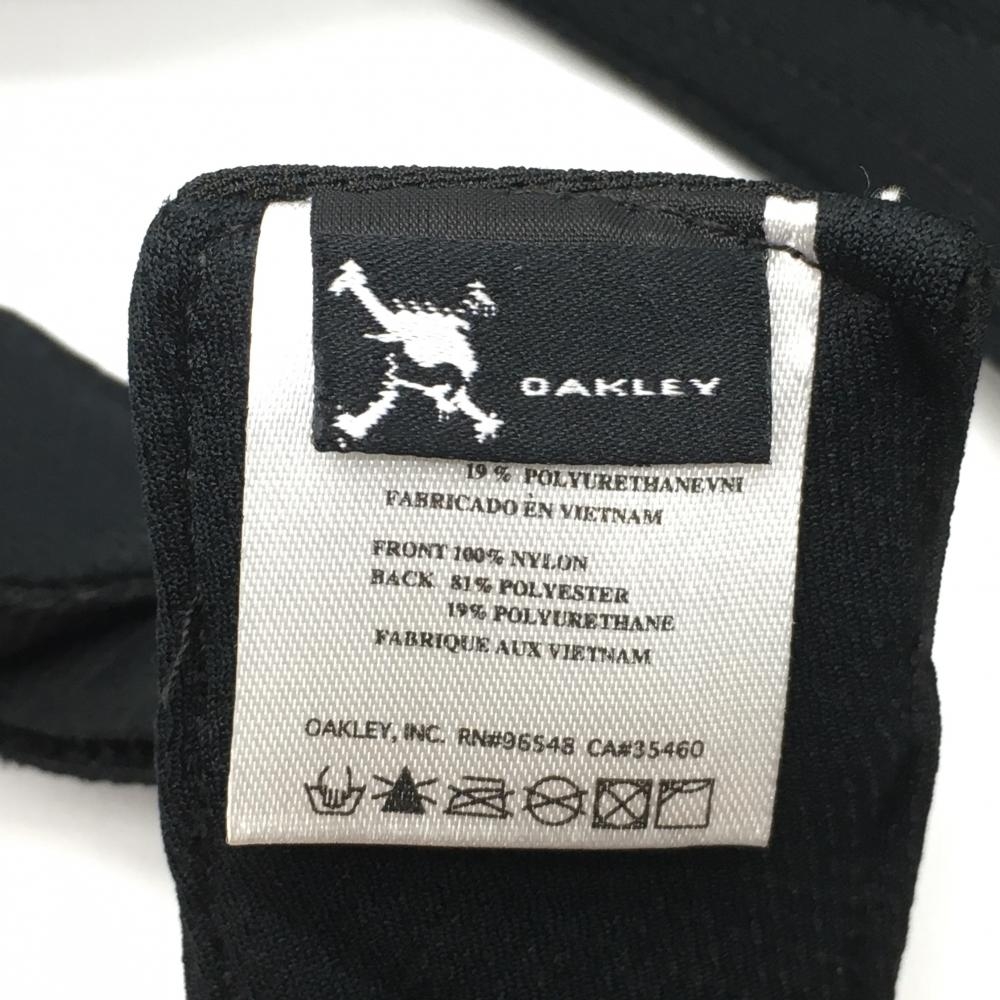 OAKLEY
19 % POLYURETHANEVNI
FABRICADO ÈN VIETNAM
FRONT 100% NYLON
BACK 81% POLYESTER
19% POLYURETHANE
FABRIQUE AUX VIETNAM
OAKLEY, INC. RN#96548 CA#35460